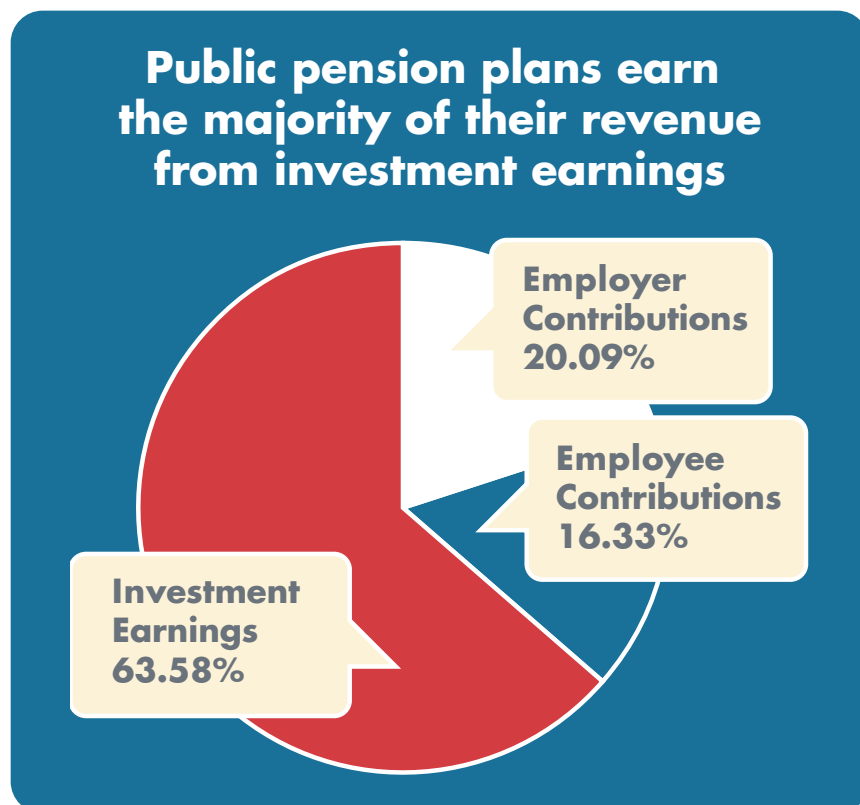 Public pension plans earn
the majority of their revenue
from investment earnings
Employer
Contributions
20.09%
Employee
Contributions
16.33%
Investment
Earnings
63.58%